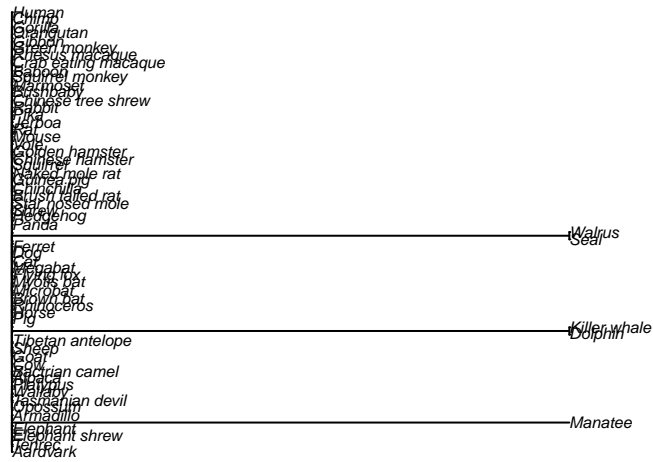 Human
Chimp
Gorilla
Orangutan
Gibbon
Green monkey
Rhesus macaque
Crab eating macaque
Baboon
Squirrel monkey
Marmoset
Bushbaby
Chinese tree shrew
Rabbit
Pika
Jerboa
Rat
Mouse
Vole
Golden hamster
Chinese hamster
Squirrel
Naked mole rat
Guinea pig
Chinchilla
Brush tailed rat
Star nosed mole
Shrew
Hedgehog
Panda
Walrus
Seal
Ferret
Dog
Cat
Megabat
Flying fox
Myotis bat
Microbat
Brown bat
Rhinoceros
Horse
Pig
Killer whale
Dolphin
Tibetan antelope
Sheep
Goat
Cow
Bactrian camel
Alpaca
Platypus
Wallaby
Tasmanian devil
Opossum
Armadillo
Manatee
Elephant
Elephant shrew
Tenrec
Aardvark